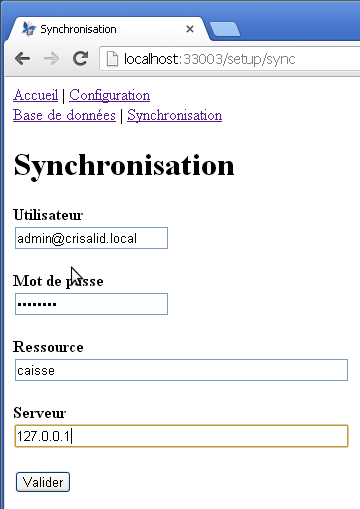 Synchronisation
localhost:33003/setup/sync
Accueil | Configuration
Base de données | Synchronisation
Synchronisation
Utilisateur
admin@crisalid.local
Mot de passe
••••••••
Ressource
caisse
Serveur
127.0.0.1
Valider